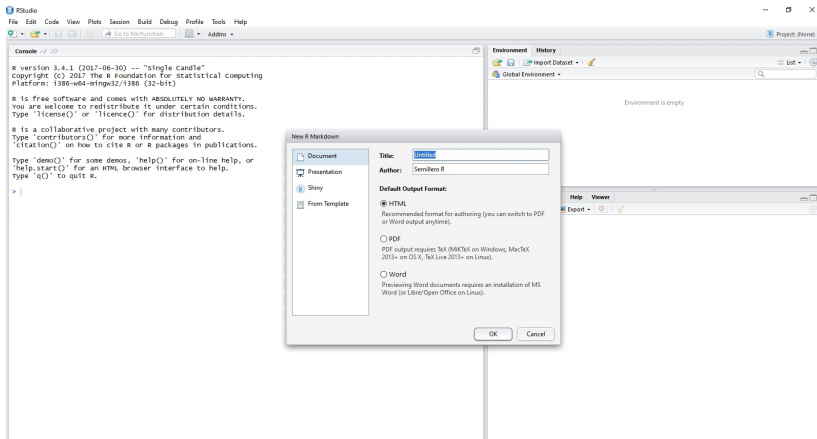 RStudio
File Edit Code View Plots Session Build Debug Profile Tools Help
Go to file/function Addins Project: (None)
Console ~/
R version 3.4.1 (2017-06-30) -- "Single Candle"
Copyright (C) 2017 The R Foundation for Statistical Computing
Platform: i386-w64-mingw32/i386 (32-bit)
R is free software and comes with ABSOLUTELY NO WARRANTY.
You are welcome to redistribute it under certain conditions.
Type 'license()' or 'licence()' for distribution details.
R is a collaborative project with many contributors.
Type 'contributors()' for more information and
'citation()' on how to cite R or R packages in publications.
Type 'demo()' for some demos, 'help()' for on-line help, or
'help.start()' for an HTML browser interface to help.
Type 'q()' to quit R.
>
Environment History
Import Dataset List
Global Environment
Environment is empty
Help Viewer
Export
New R Markdown
Document
Presentation
Shiny
From Template
Title: Untitled
Author: Semillero R
Default Output Format:
HTML
Recommended format for authoring (you can switch to PDF
or Word output anytime).
PDF
PDF output requires TeX (MiKTeX on Windows, MacTeX
2013+ on OS X, TeX Live 2013+ on Linux).
Word
Previewing Word documents requires an installation of MS
Word (or Libre/Open Office on Linux).
OK Cancel